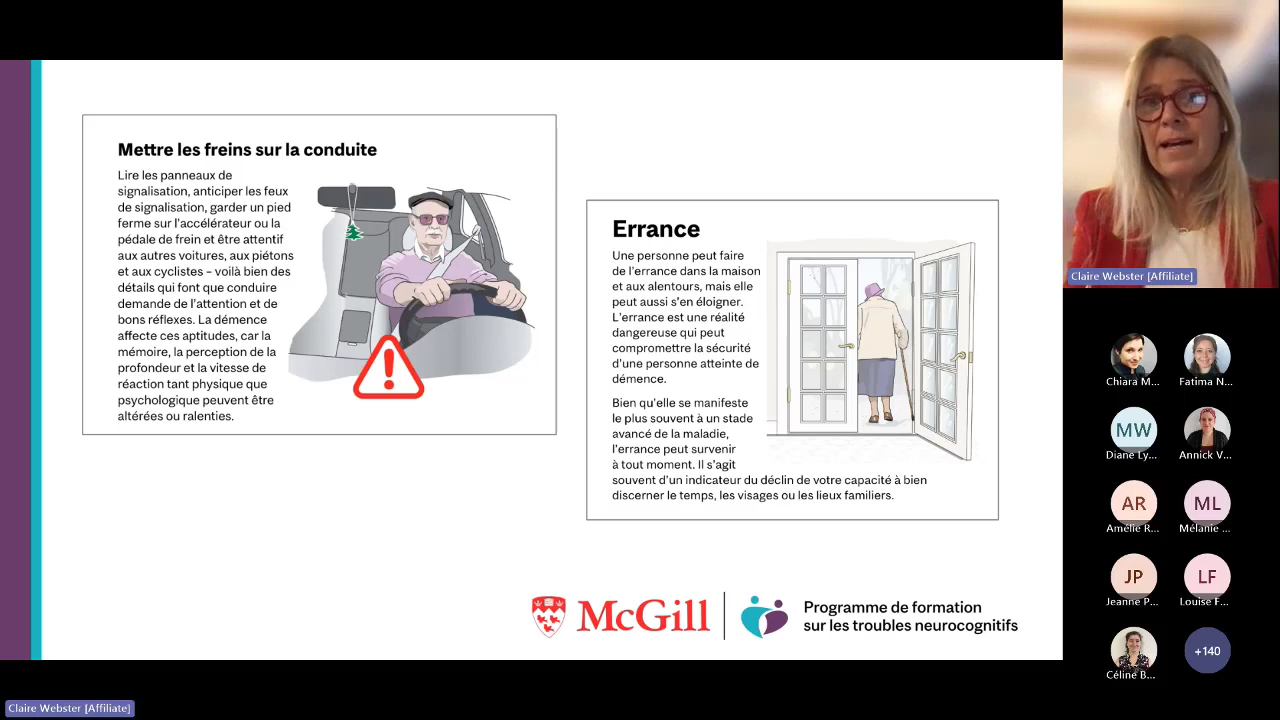 Mettre les freins sur la conduite
Lire les panneaux de
signalisation, anticiper les feux
de signalisation, garder un pied
ferme sur l'accélérateur ou la
pédale de frein et être attentif
aux autres voitures, aux piétons
et aux cyclistes – voilà bien des
détails qui font que conduire
demande de l'attention et de
bons réflexes. La démence
affecte ces aptitudes, car la
mémoire, la perception de la
profondeur et la vitesse de
réaction tant physique que
psychologique peuvent être
altérées ou ralenties.
Errance
Une personne peut faire
de l'errance dans la maison
et aux alentours, mais elle
peut aussi s'en éloigner.
L'errance est une réalité
dangereuse qui peut
compromettre la sécurité
d'une personne atteinte de
démence.
Bien qu'elle se manifeste
le plus souvent à un stade
avancé de la maladie,
l'errance peut survenir
à tout moment. Il s'agit
souvent d'un indicateur du déclin de votre capacité à bien
discerner le temps, les visages ou les lieux familiers.
McGill
Programme de formation
sur les troubles neurocognitifs
Claire Webster [Affiliate]
Chiara M...
Fatima N...
MW
Diane Ly...
Annick V...
AR
Amélie R...
ML
Mélanie ...
JP
Jeanne P...
LF
Louise F...
Céline B...
+140
Claire Webster [Affiliate]